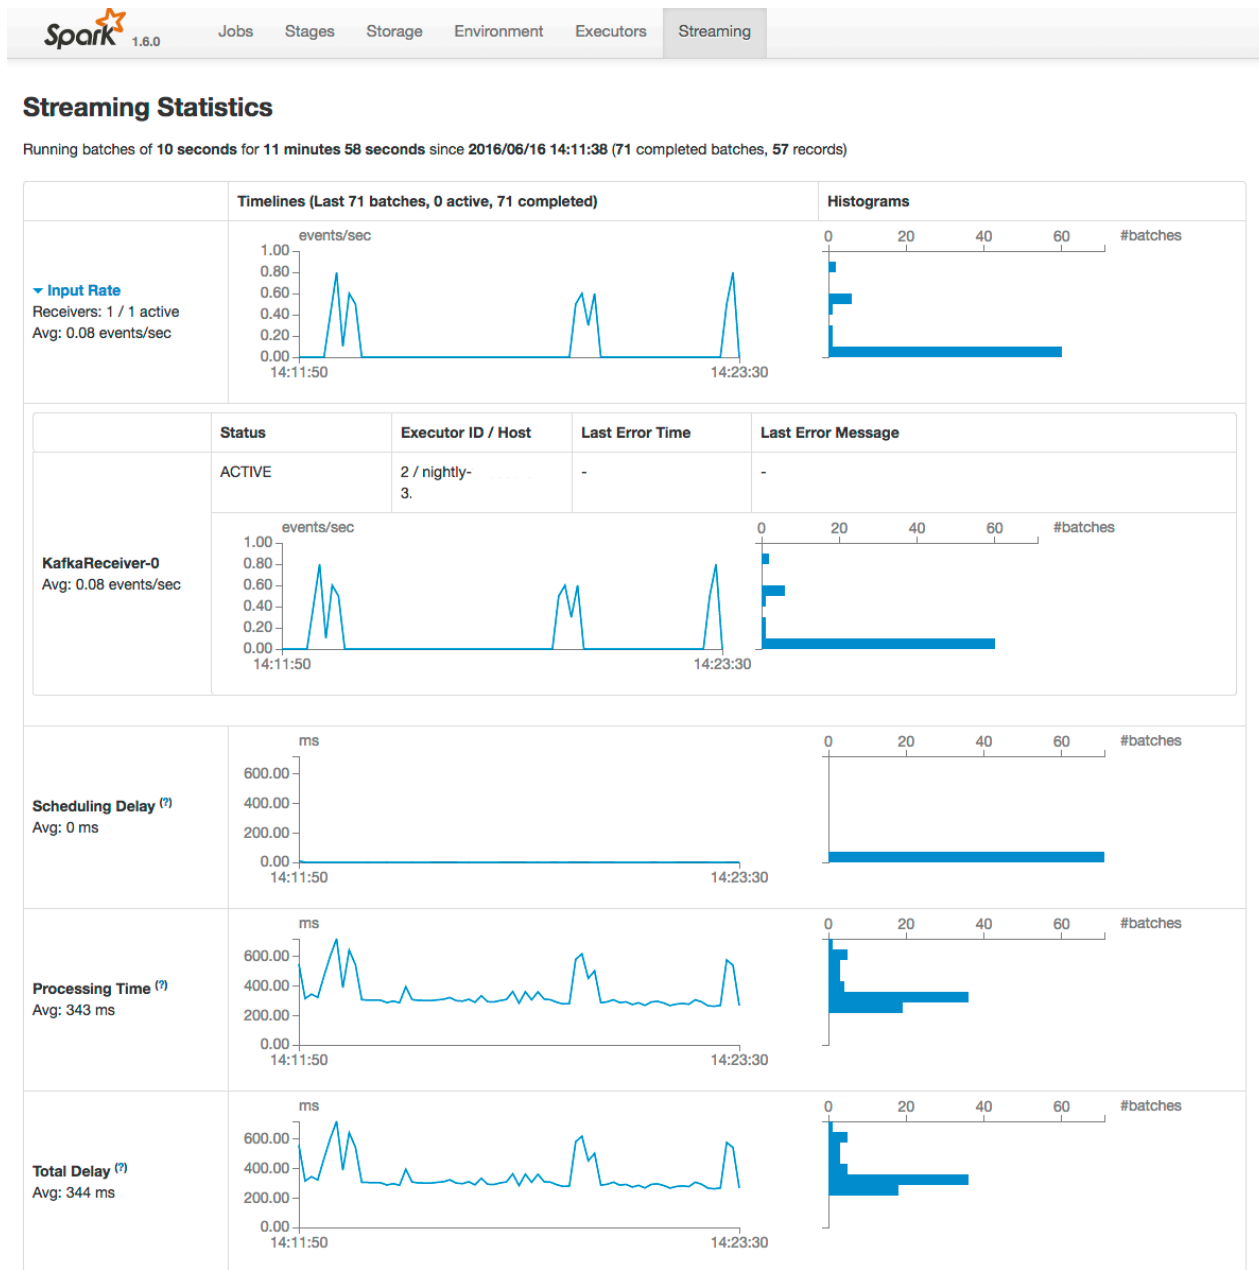 Spark 1.6.0 Jobs Stages Storage Environment Executors Streaming
Streaming Statistics
Running batches of 10 seconds for 11 minutes 58 seconds since 2016/06/16 14:11:38 (71 completed batches, 57 records)
Timelines (Last 71 batches, 0 active, 71 completed) Histograms
Input Rate
Receivers: 1 / 1 active
Avg: 0.08 events/sec
events/sec
1.00
0.80
0.60
0.40
0.20
0.00
14:11:50 14:23:30
0 20 40 60 #batches
Status Executor ID / Host Last Error Time Last Error Message
KafkaReceiver-0
Avg: 0.08 events/sec
ACTIVE 2 / nightly- - -
3.
events/sec
1.00
0.80
0.60
0.40
0.20
0.00
14:11:50 14:23:30
0 20 40 60 #batches
Scheduling Delay (?)
Avg: 0 ms
ms
600.00
400.00
200.00
0.00
14:11:50 14:23:30
0 20 40 60 #batches
Processing Time (?)
Avg: 343 ms
ms
600.00
400.00
200.00
0.00
14:11:50 14:23:30
0 20 40 60 #batches
Total Delay (?)
Avg: 344 ms
ms
600.00
400.00
200.00
0.00
14:11:50 14:23:30
0 20 40 60 #batches